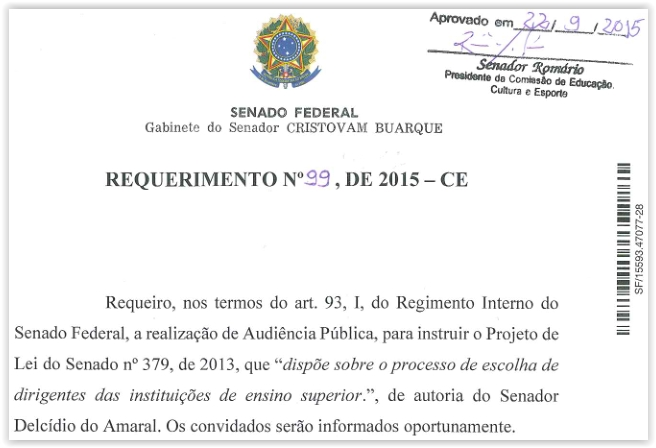 Aprovado em 22/9/2015
Senador Romário
Presidente da Comissão de Educação,
Cultura e Esporte
SENADO FEDERAL
Gabinete do Senador CRISTOVAM BUARQUE
REQUERIMENTO Nº 99, DE 2015 – CE
SF/15593.47077-28
Requeiro, nos termos do art. 93, I, do Regimento Interno do
Senado Federal, a realização de Audiência Pública, para instruir o Projeto de
Lei do Senado nº 379, de 2013, que “dispõe sobre o processo de escolha de
dirigentes das instituições de ensino superior.”, de autoria do Senador
Delcídio do Amaral. Os convidados serão informados oportunamente.